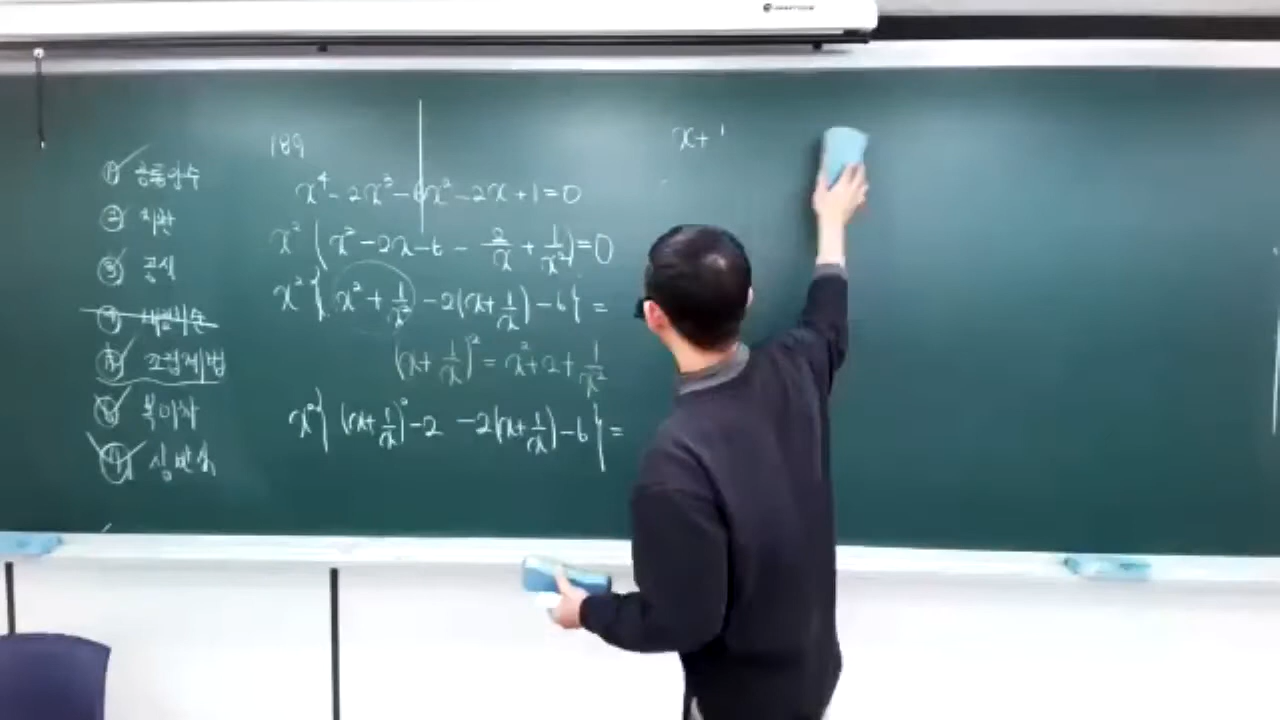 ① 공통인수
② 치환
③ 공식
⑤ 조립제법
⑥ 복이차
상반식
189
x⁴ - 2x³ - 6x² - 2x + 1 = 0
x² (x² - 2x - 6 - 2/x + 1/x²) = 0
x² { x² + 1/x² - 2(x + 1/x) - 6 } =
(x + 1/x)² = x² + 2 + 1/x²
x² { (x + 1/x)² - 2 - 2(x + 1/x) - 6 } =
x +